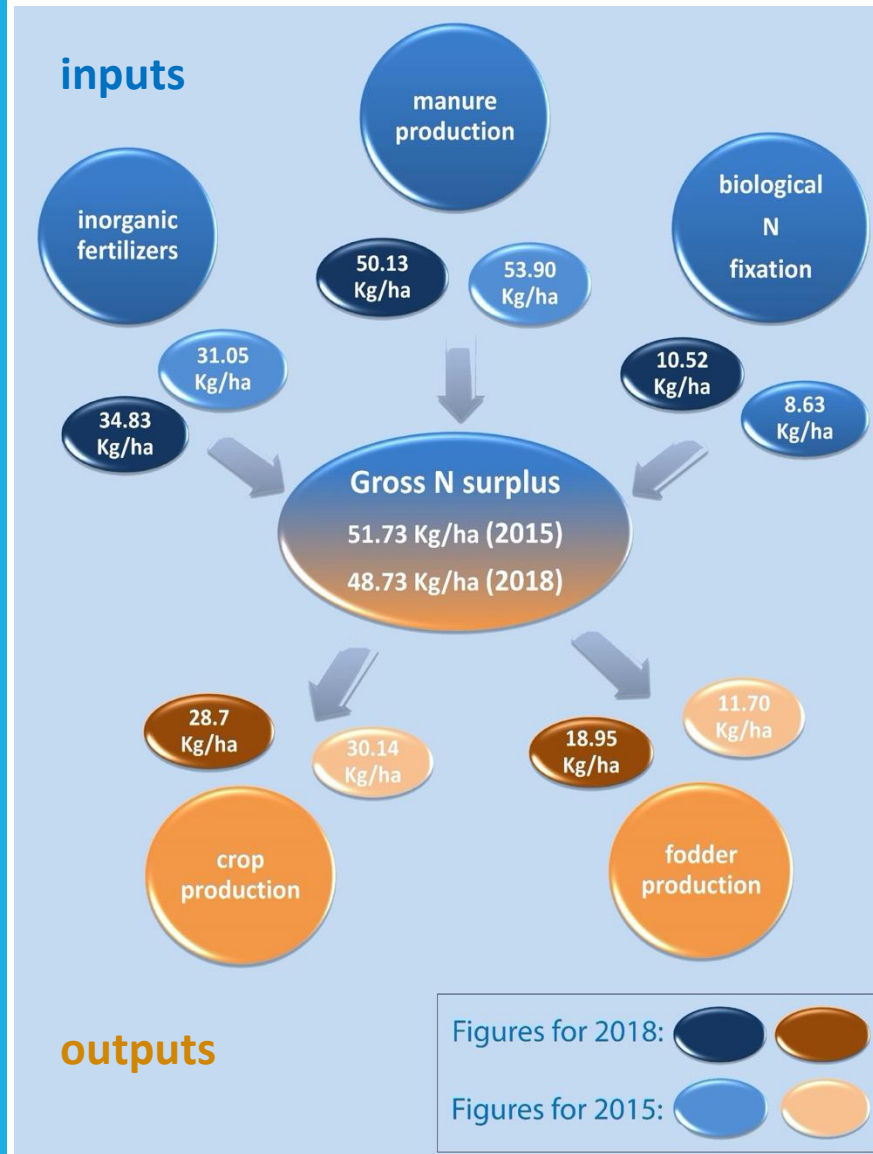 inputs
manure
production
inorganic
fertilizers
biological
N
fixation
50.13
Kg/ha
53.90
Kg/ha
31.05
Kg/ha
34.83
Kg/ha
10.52
Kg/ha
8.63
Kg/ha
Gross N surplus
51.73 Kg/ha (2015)
48.73 Kg/ha (2018)
28.7
Kg/ha
30.14
Kg/ha
18.95
Kg/ha
11.70
Kg/ha
crop
production
fodder
production
outputs
Figures for 2018:
Figures for 2015: